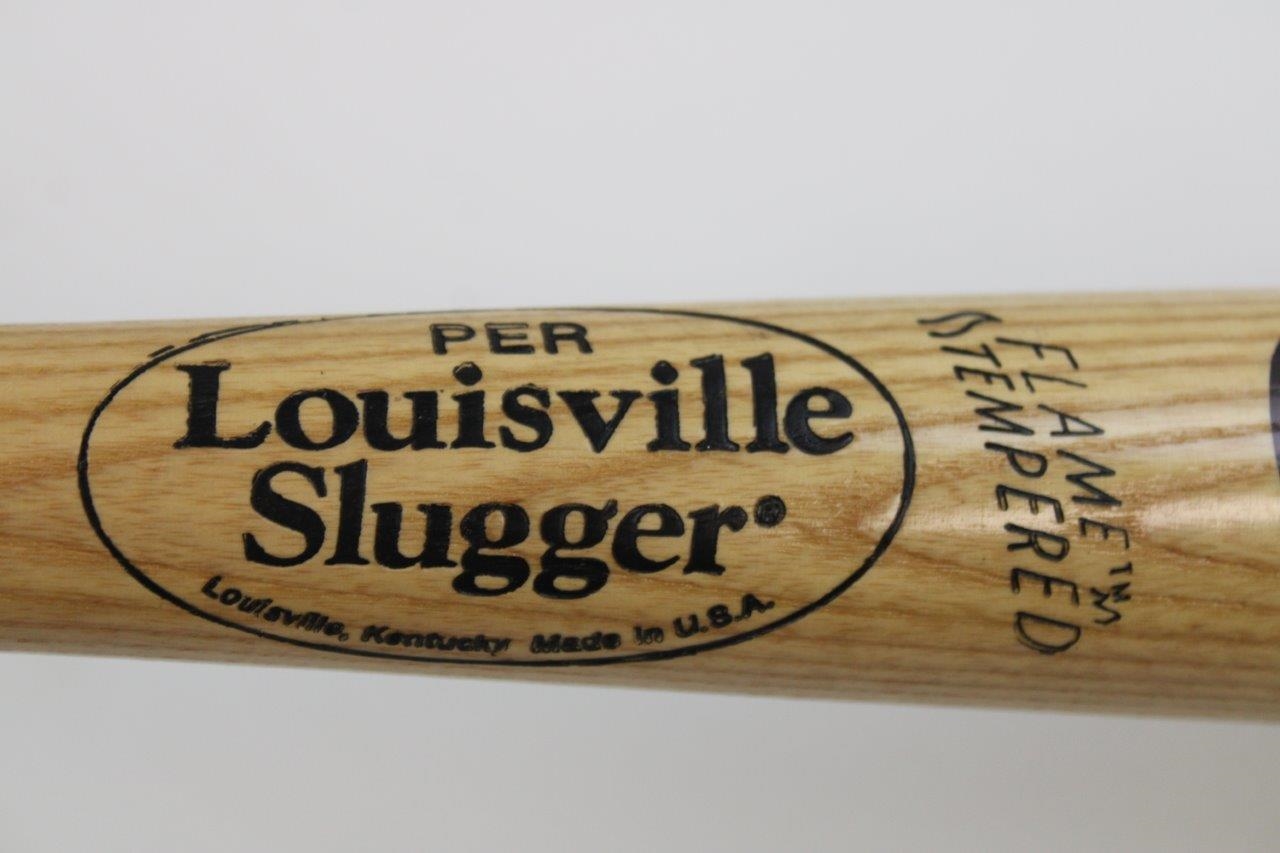 PER
Louisville
Slugger®
Louisville, Kentucky Made in U.S.A.
FLAME™
TEMPERED